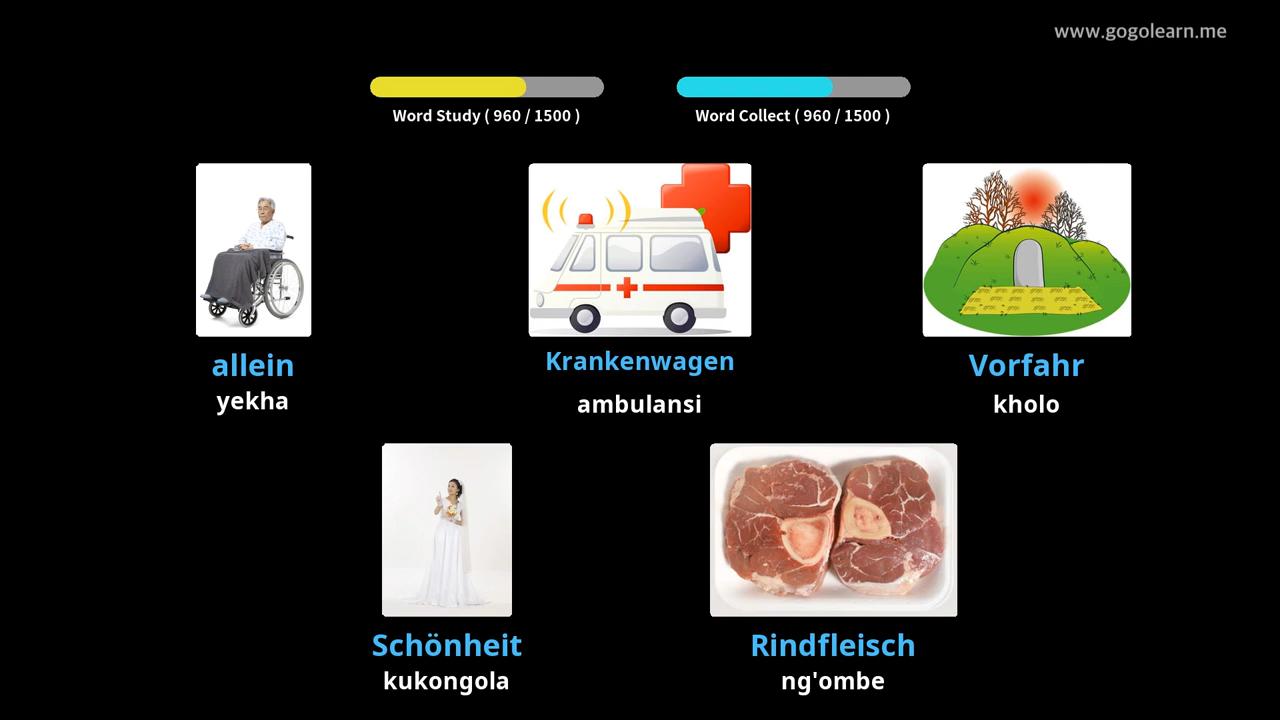 www.gogolearn.me
Word Study ( 960 / 1500 )
Word Collect ( 960 / 1500 )
allein
yekha
Krankenwagen
ambulansi
Vorfahr
kholo
Schönheit
kukongola
Rindfleisch
ng'ombe